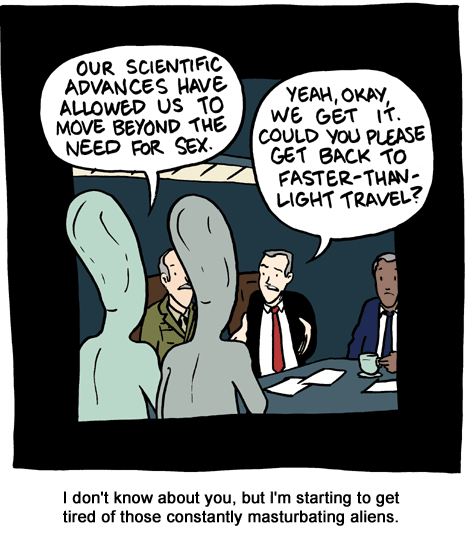 OUR SCIENTIFIC
ADVANCES HAVE
ALLOWED US TO
MOVE BEYOND THE
NEED FOR SEX.
YEAH, OKAY,
WE GET IT.
COULD YOU PLEASE
GET BACK TO
FASTER-THAN-
LIGHT TRAVEL?
I don't know about you, but I'm starting to get
tired of those constantly masturbating aliens.